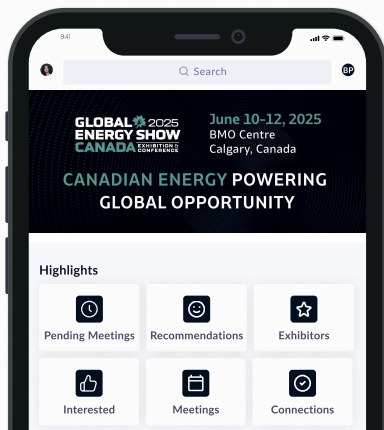 9:41
Search
BP
GLOBAL 2025
ENERGY SHOW
CANADA EXHIBITION & CONFERENCE
June 10-12, 2025
BMO Centre
Calgary, Canada
CANADIAN ENERGY POWERING
GLOBAL OPPORTUNITY
Highlights
Pending Meetings
Recommendations
Exhibitors
Interested
Meetings
Connections